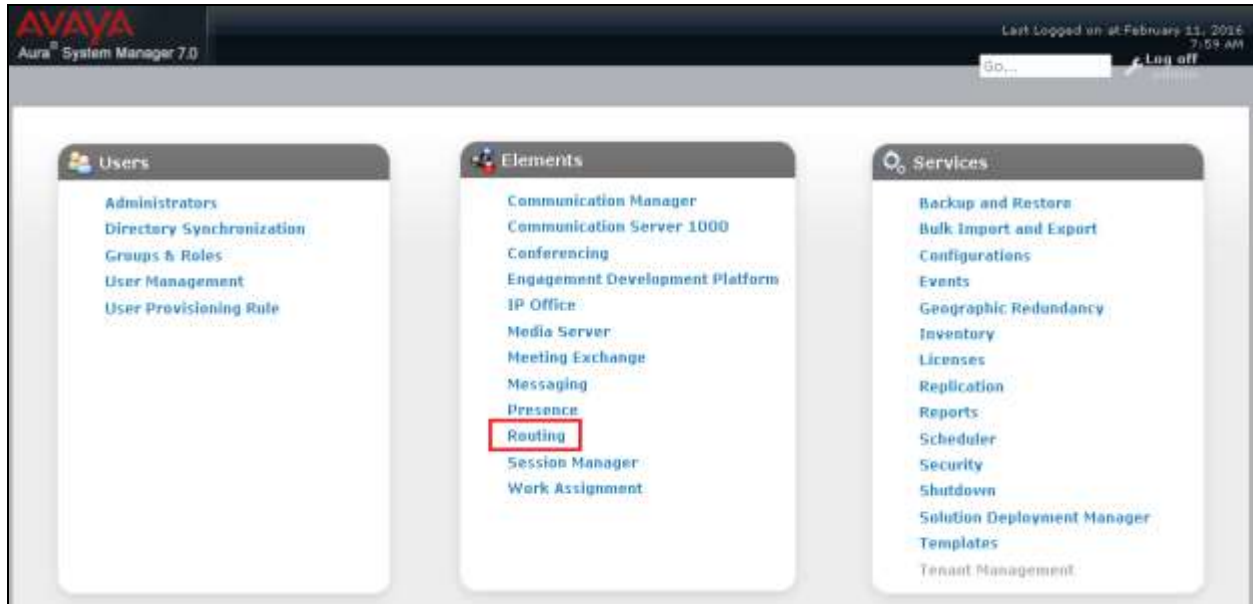 AVAYA
Aura® System Manager 7.0
Last Logged on at February 11, 2016
7:59 AM
Go...
Log off
Users
Administrators
Directory Synchronization
Groups & Roles
User Management
User Provisioning Rule
Elements
Communication Manager
Communication Server 1000
Conferencing
Engagement Development Platform
IP Office
Media Server
Meeting Exchange
Messaging
Presence
Routing
Session Manager
Work Assignment
Services
Backup and Restore
Bulk Import and Export
Configurations
Events
Geographic Redundancy
Inventory
Licenses
Replication
Reports
Scheduler
Security
Shutdown
Solution Deployment Manager
Templates
Tenant Management